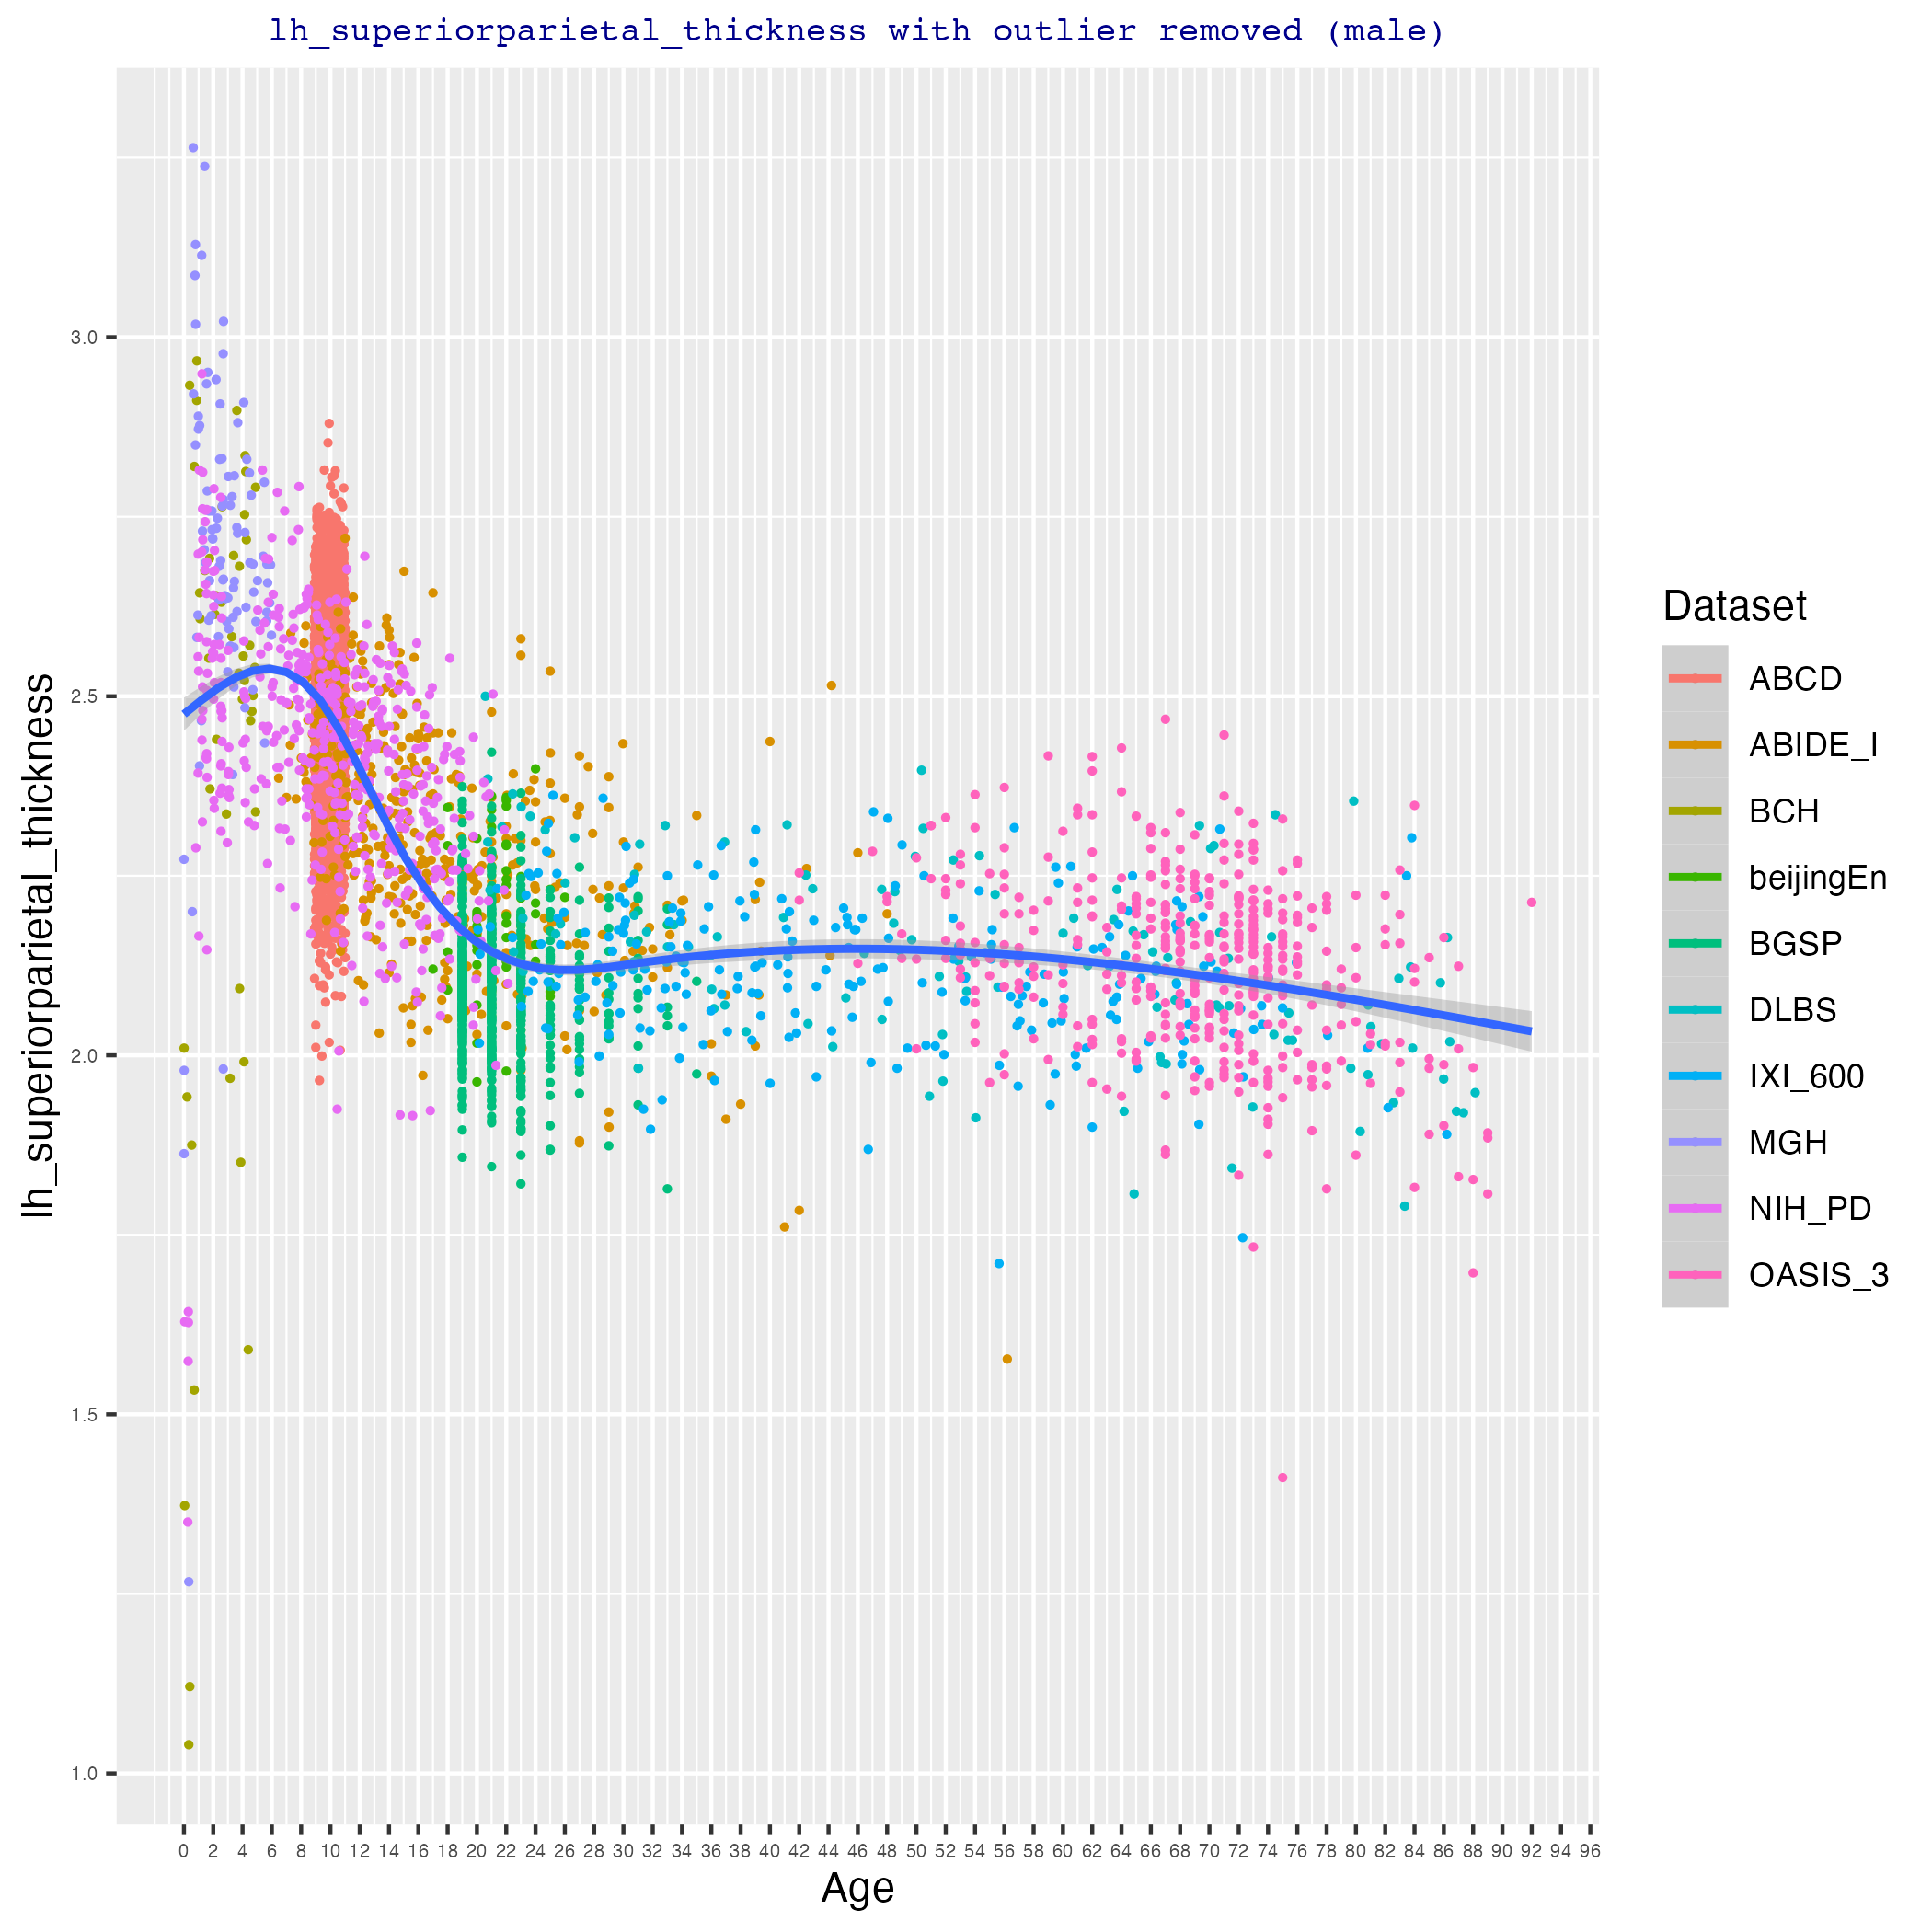 lh_superiorparietal_thickness with outlier removed (male)
lh_superiorparietal_thickness
3.0
2.5
2.0
1.5
1.0
0 2 4 6 8 10 12 14 16 18 20 22 24 26 28 30 32 34 36 38 40 42 44 46 48 50 52 54 56 58 60 62 64 66 68 70 72 74 76 78 80 82 84 86 88 90 92 94 96
Age
Dataset
ABCD
ABIDE_I
BCH
beijingEn
BGSP
DLBS
IXI_600
MGH
NIH_PD
OASIS_3